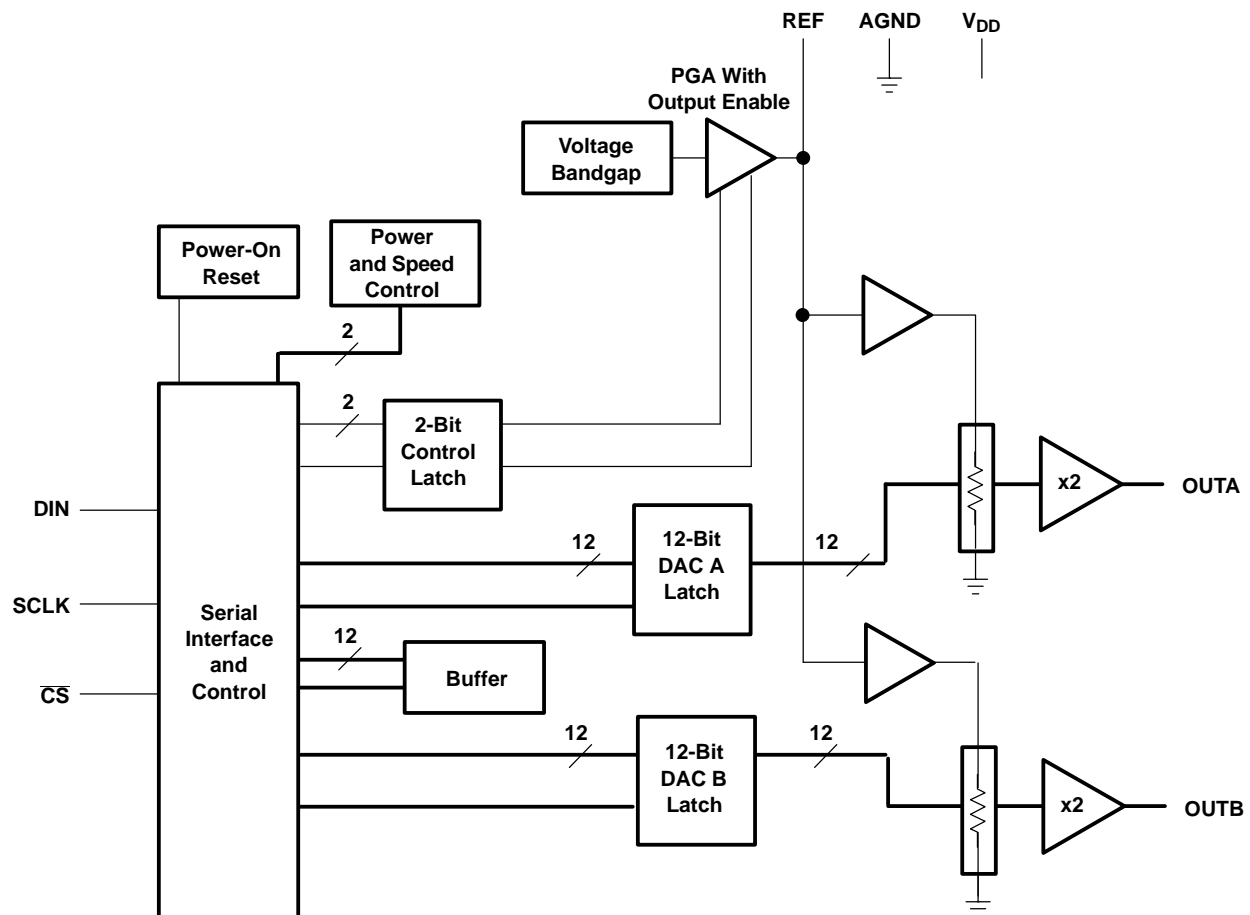 REF AGND VDD
PGA With
Output Enable
Voltage
Bandgap
Power-On
Reset
Power
and Speed
Control
2
2
2-Bit
Control
Latch
x2
OUTA
DIN
12
12-Bit
DAC A
Latch
12
SCLK
Serial
Interface
and
Control
12
Buffer
CS
12
12-Bit
DAC B
Latch
12
x2
OUTB